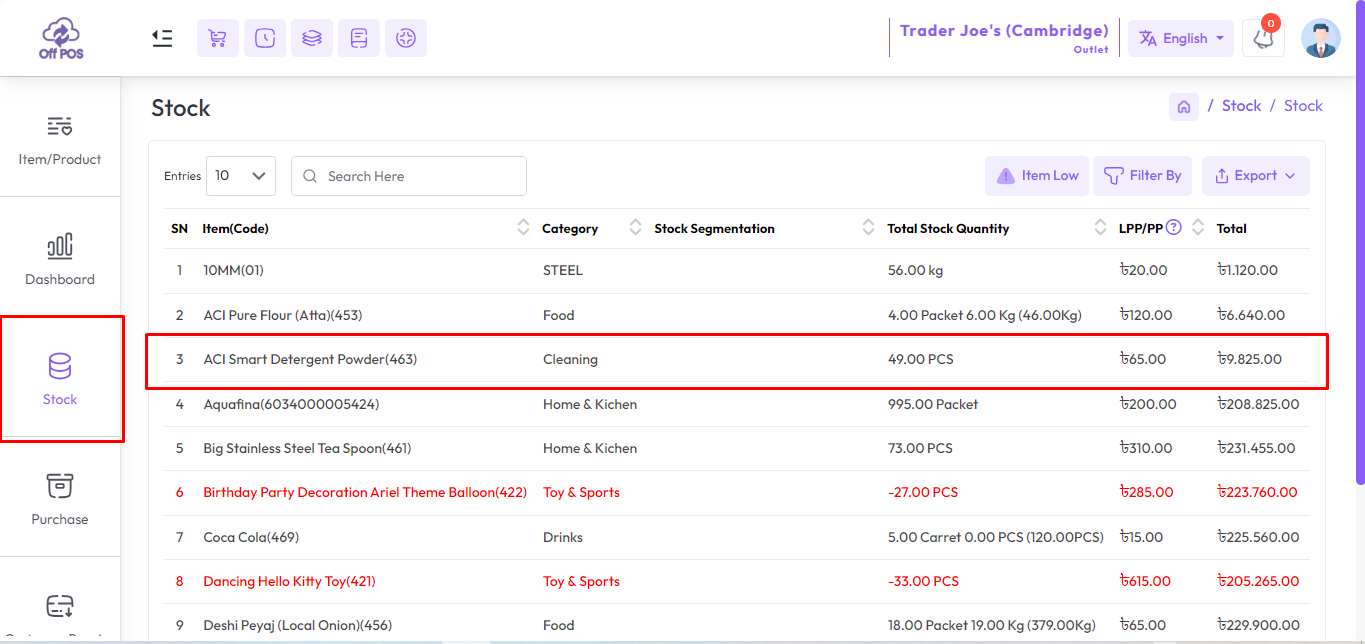 Off POS
Trader Joe's (Cambridge)
Outlet
English
0
Item/Product
Dashboard
Stock
Purchase
Stock
/ Stock / Stock
Entries 10 Search Here Item Low Filter By Export
SN Item(Code) Category Stock Segmentation Total Stock Quantity LPP/PP ? Total
1 10MM(01) STEEL 56.00 kg ৳20.00 ৳1,120.00
2 ACI Pure Flour (Atta)(453) Food 4.00 Packet 6.00 Kg (46.00Kg) ৳120.00 ৳6,640.00
3 ACI Smart Detergent Powder(463) Cleaning 49.00 PCS ৳65.00 ৳9,825.00
4 Aquafina(6034000005424) Home & Kichen 995.00 Packet ৳200.00 ৳208,825.00
5 Big Stainless Steel Tea Spoon(461) Home & Kichen 73.00 PCS ৳310.00 ৳231,455.00
6 Birthday Party Decoration Ariel Theme Balloon(422) Toy & Sports -27.00 PCS ৳285.00 ৳223,760.00
7 Coca Cola(469) Drinks 5.00 Carret 0.00 PCS (120.00PCS) ৳15.00 ৳225,560.00
8 Dancing Hello Kitty Toy(421) Toy & Sports -33.00 PCS ৳615.00 ৳205,265.00
9 Deshi Peyaj (Local Onion)(456) Food 18.00 Packet 19.00 Kg (379.00Kg) ৳65.00 ৳229,900.00